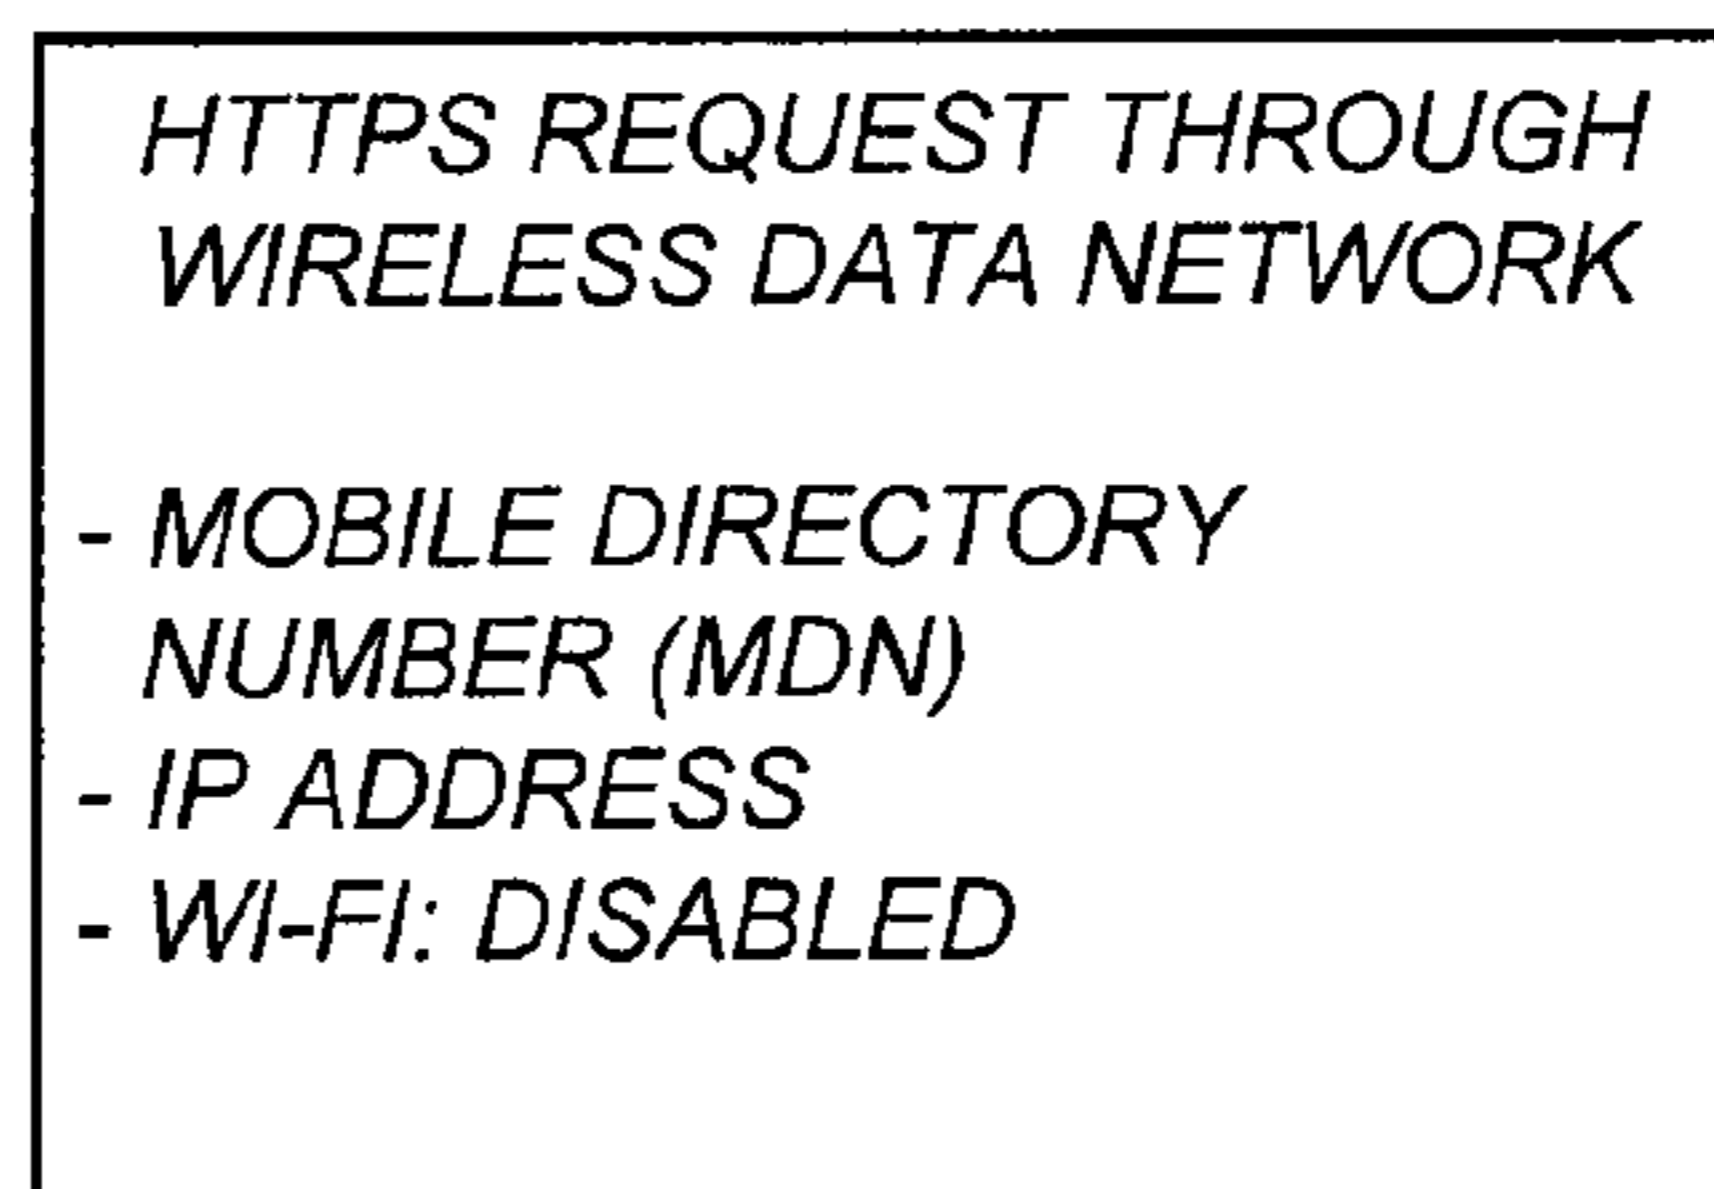 HTTPS REQUEST THROUGH
WIRELESS DATA NETWORK
- MOBILE DIRECTORY
NUMBER (MDN)
- IP ADDRESS
- WI-FI: DISABLED